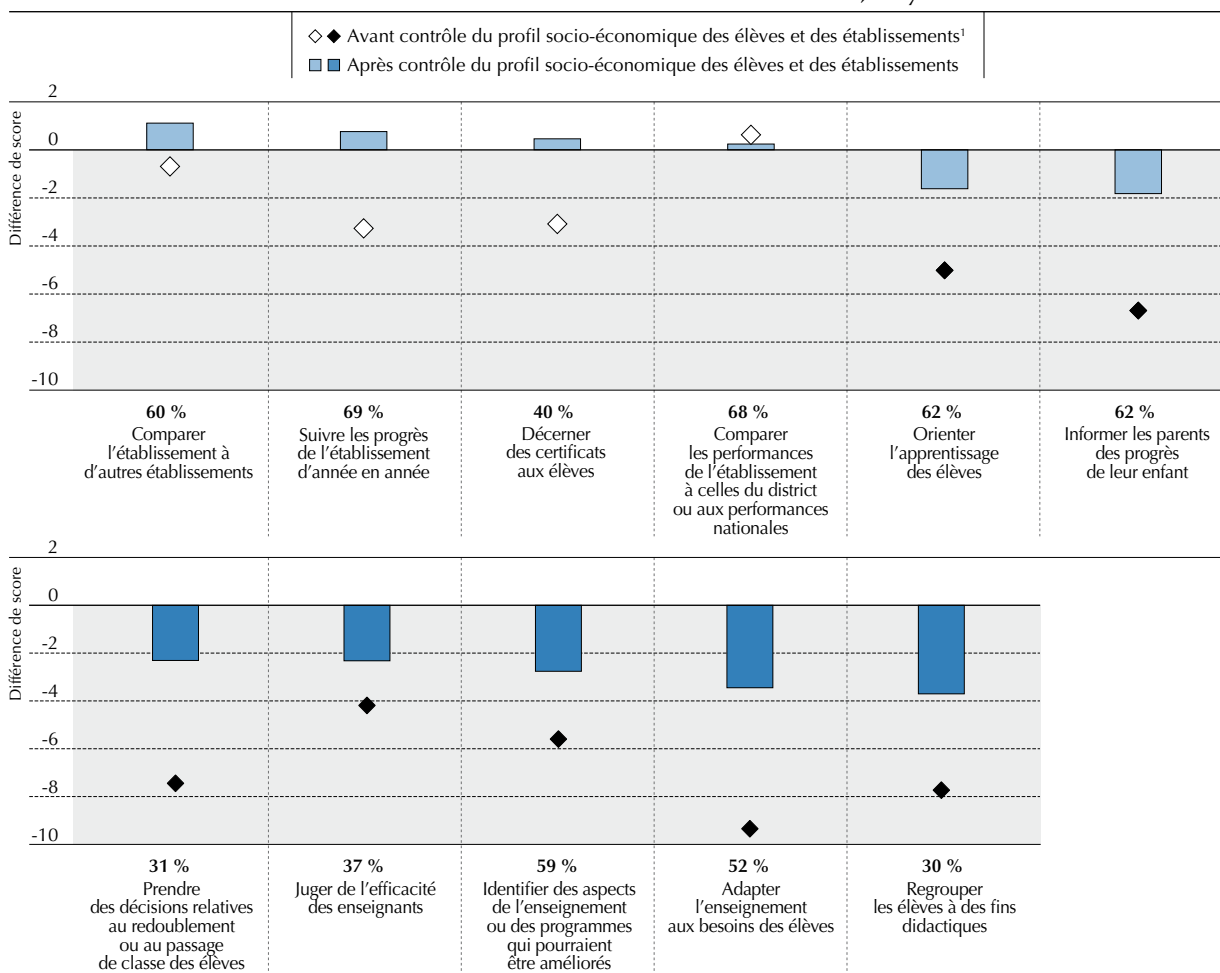 Avant contrôle du profil socio-économique des élèves et des établissements¹
Après contrôle du profil socio-économique des élèves et des établissements
Différence de score
2
0
-2
-4
-6
-8
-10
60 %
Comparer
l’établissement à
d’autres établissements
69 %
Suivre les progrès
de l’établissement
d’année en année
40 %
Décerner
des certificats
aux élèves
68 %
Comparer
les performances
de l’établissement
à celles du district
ou aux performances
nationales
62 %
Orienter
l’apprentissage
des élèves
62 %
Informer les parents
des progrès
de leur enfant
Différence de score
2
0
-2
-4
-6
-8
-10
31 %
Prendre
des décisions relatives
au redoublement
ou au passage
de classe des élèves
37 %
Juger de l’efficacité
des enseignants
59 %
Identifier des aspects
de l’enseignement
ou des programmes
qui pourraient
être améliorés
52 %
Adapter
l’enseignement
aux besoins des élèves
30 %
Regrouper
les élèves à des fins
didactiques